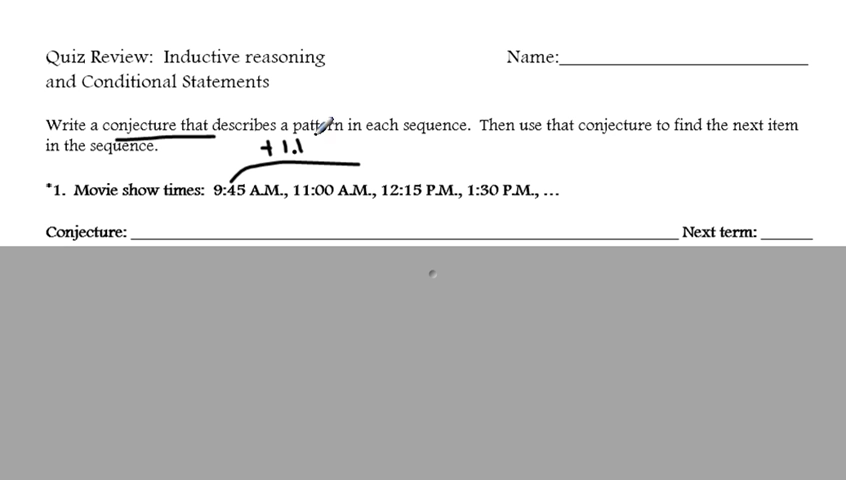 Quiz Review: Inductive reasoning Name:
and Conditional Statements
Write a conjecture that describes a pattern in each sequence. Then use that conjecture to find the next item
in the sequence.
+ 1.1
*1. Movie show times: 9:45 A.M., 11:00 A.M., 12:15 P.M., 1:30 P.M., ...
Conjecture: Next term: